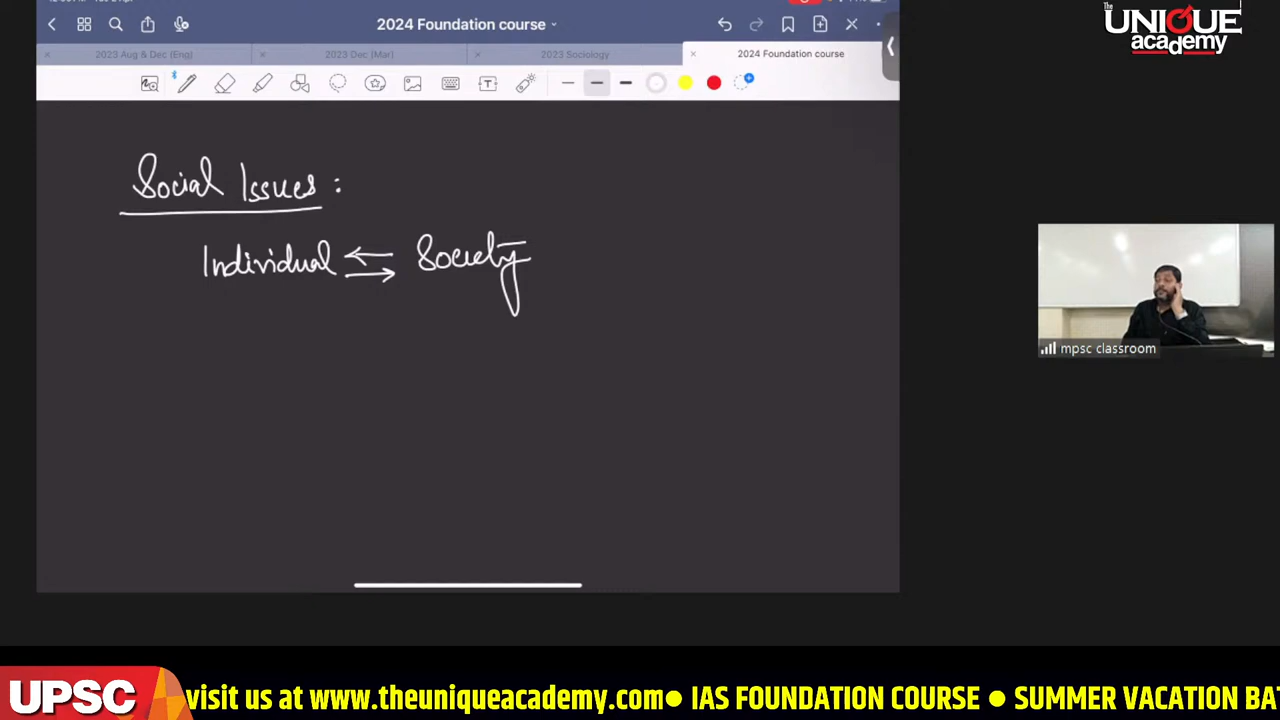 2024 Foundation course
The
UNIQUE
academy
2023 Aug & Dec (Eng)
2023 Dec (Mar)
2023 Sociology
2024 Foundation course
T
Social Issues :
Individual ⇆ Society
mpsc classroom
UPSC
visit us at www.theuniqueacademy.com● IAS FOUNDATION COURSE ● SUMMER VACATION BA